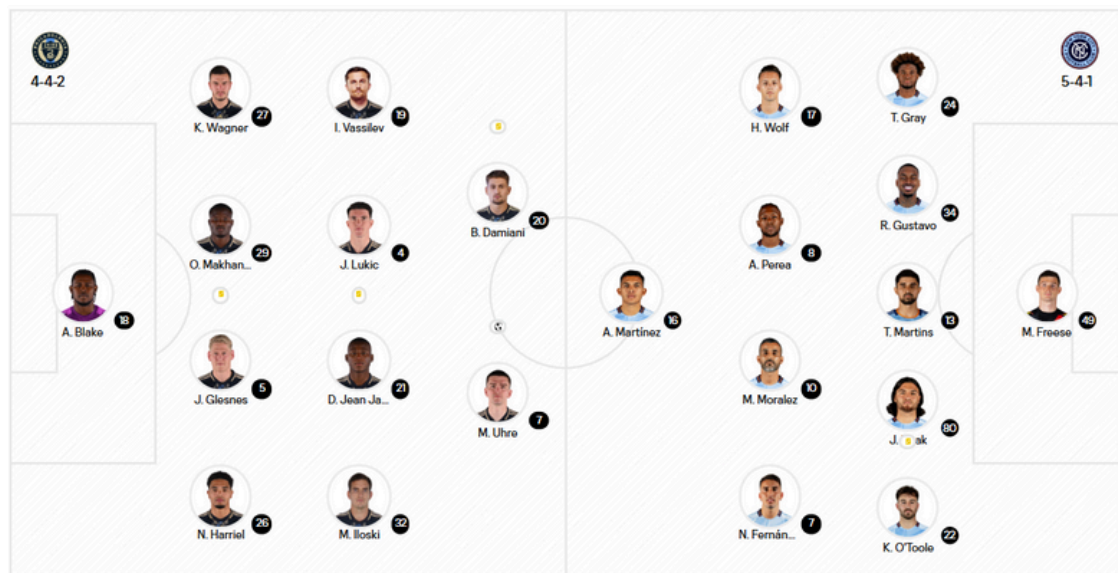 4-4-2
5-4-1
A. Blake
18
K. Wagner
27
O. Makhan...
29
J. Glesnes
5
N. Harriel
26
I. Vassilev
19
J. Lukic
4
D. Jean Ja...
21
M. Iloski
32
B. Damiani
20
M. Uhre
7
A. Martínez
16
H. Wolf
17
A. Perea
8
M. Moralez
10
N. Fernán...
7
T. Gray
24
R. Gustavo
34
T. Martins
13
J.
80
K. O'Toole
22
M. Freese
49